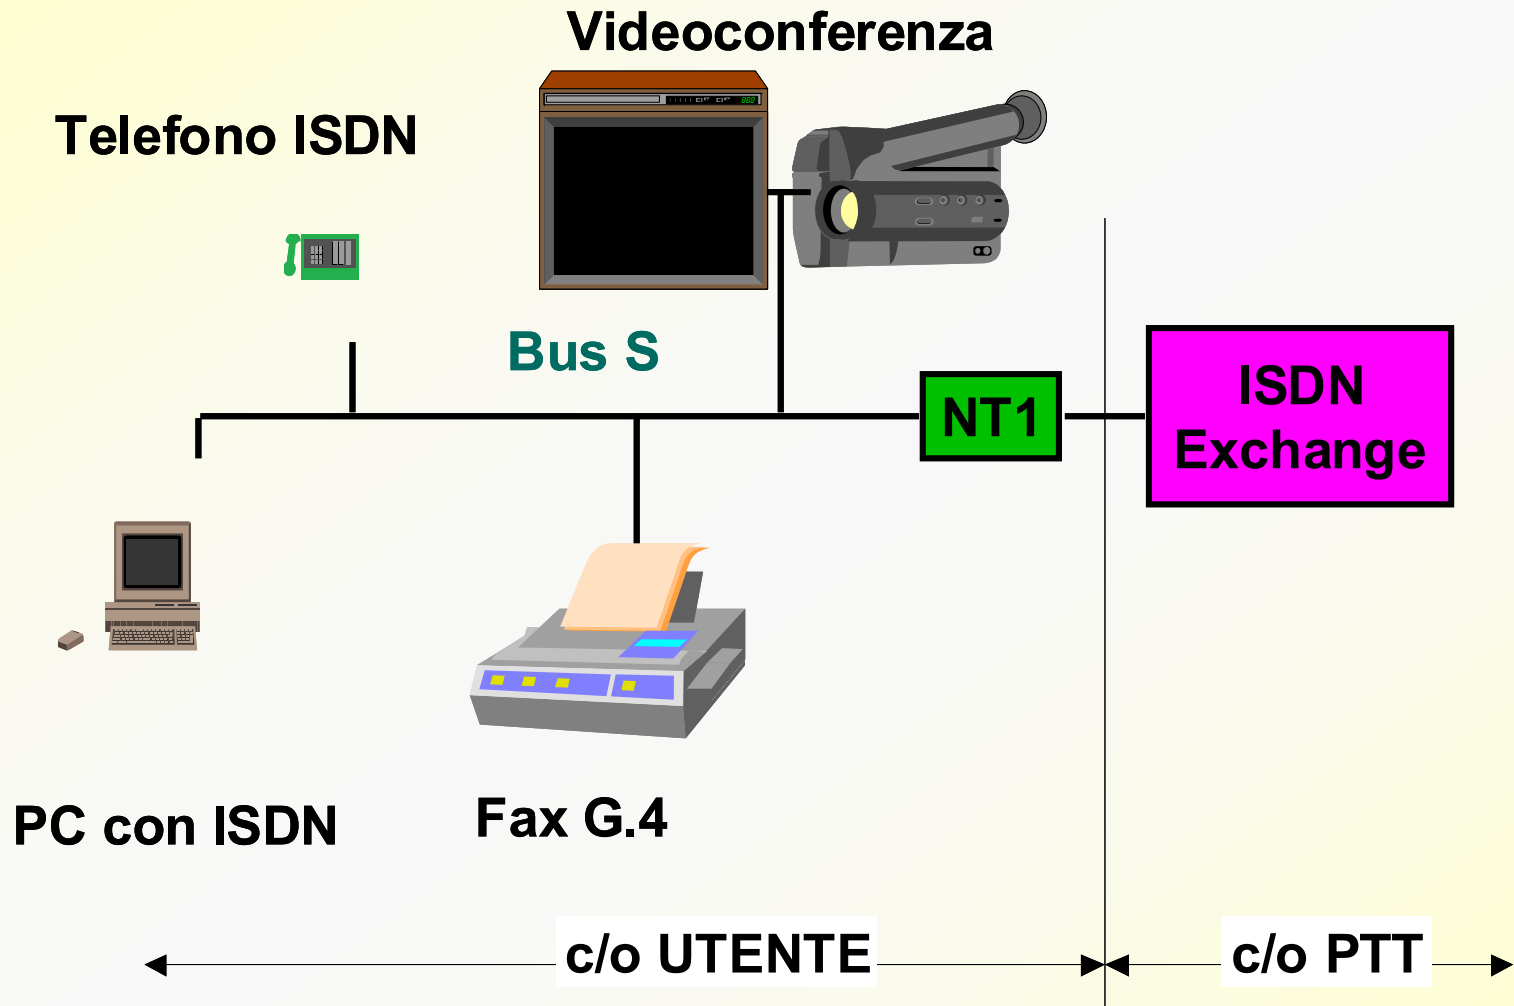 Videoconferenza
Telefono ISDN
Bus S
NT1
ISDN
Exchange
PC con ISDN
Fax G.4
c/o UTENTE
c/o PTT